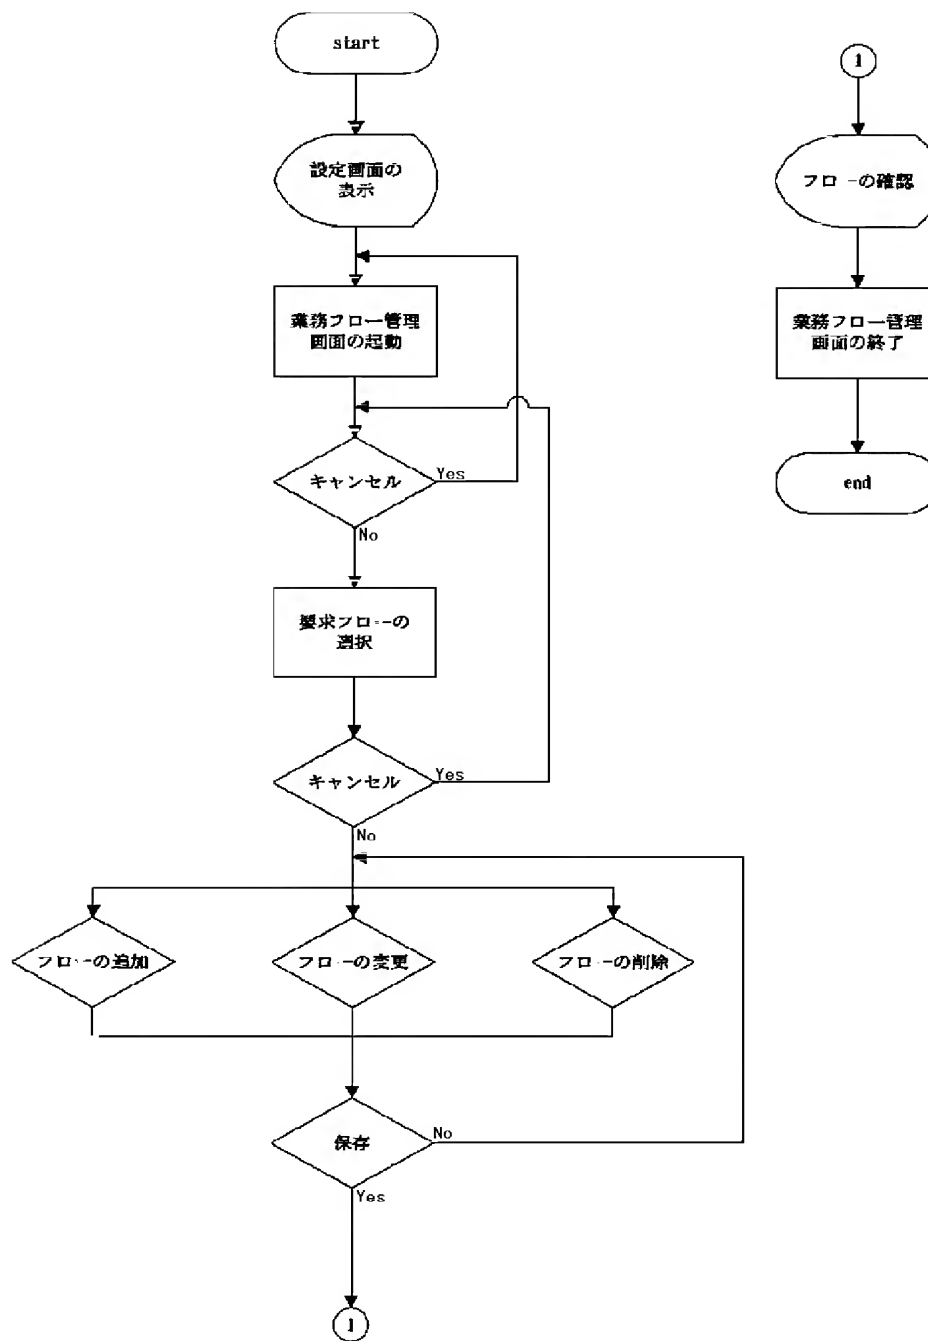 start
設定画面の
表示
業務フロー管理
画面の起動
キャンセル
Yes
No
要求フローの
選択
キャンセル
Yes
No
フローの追加
フローの変更
フローの削除
保存
No
Yes
1
1
フローの確認
業務フロー管理
画面の終了
end